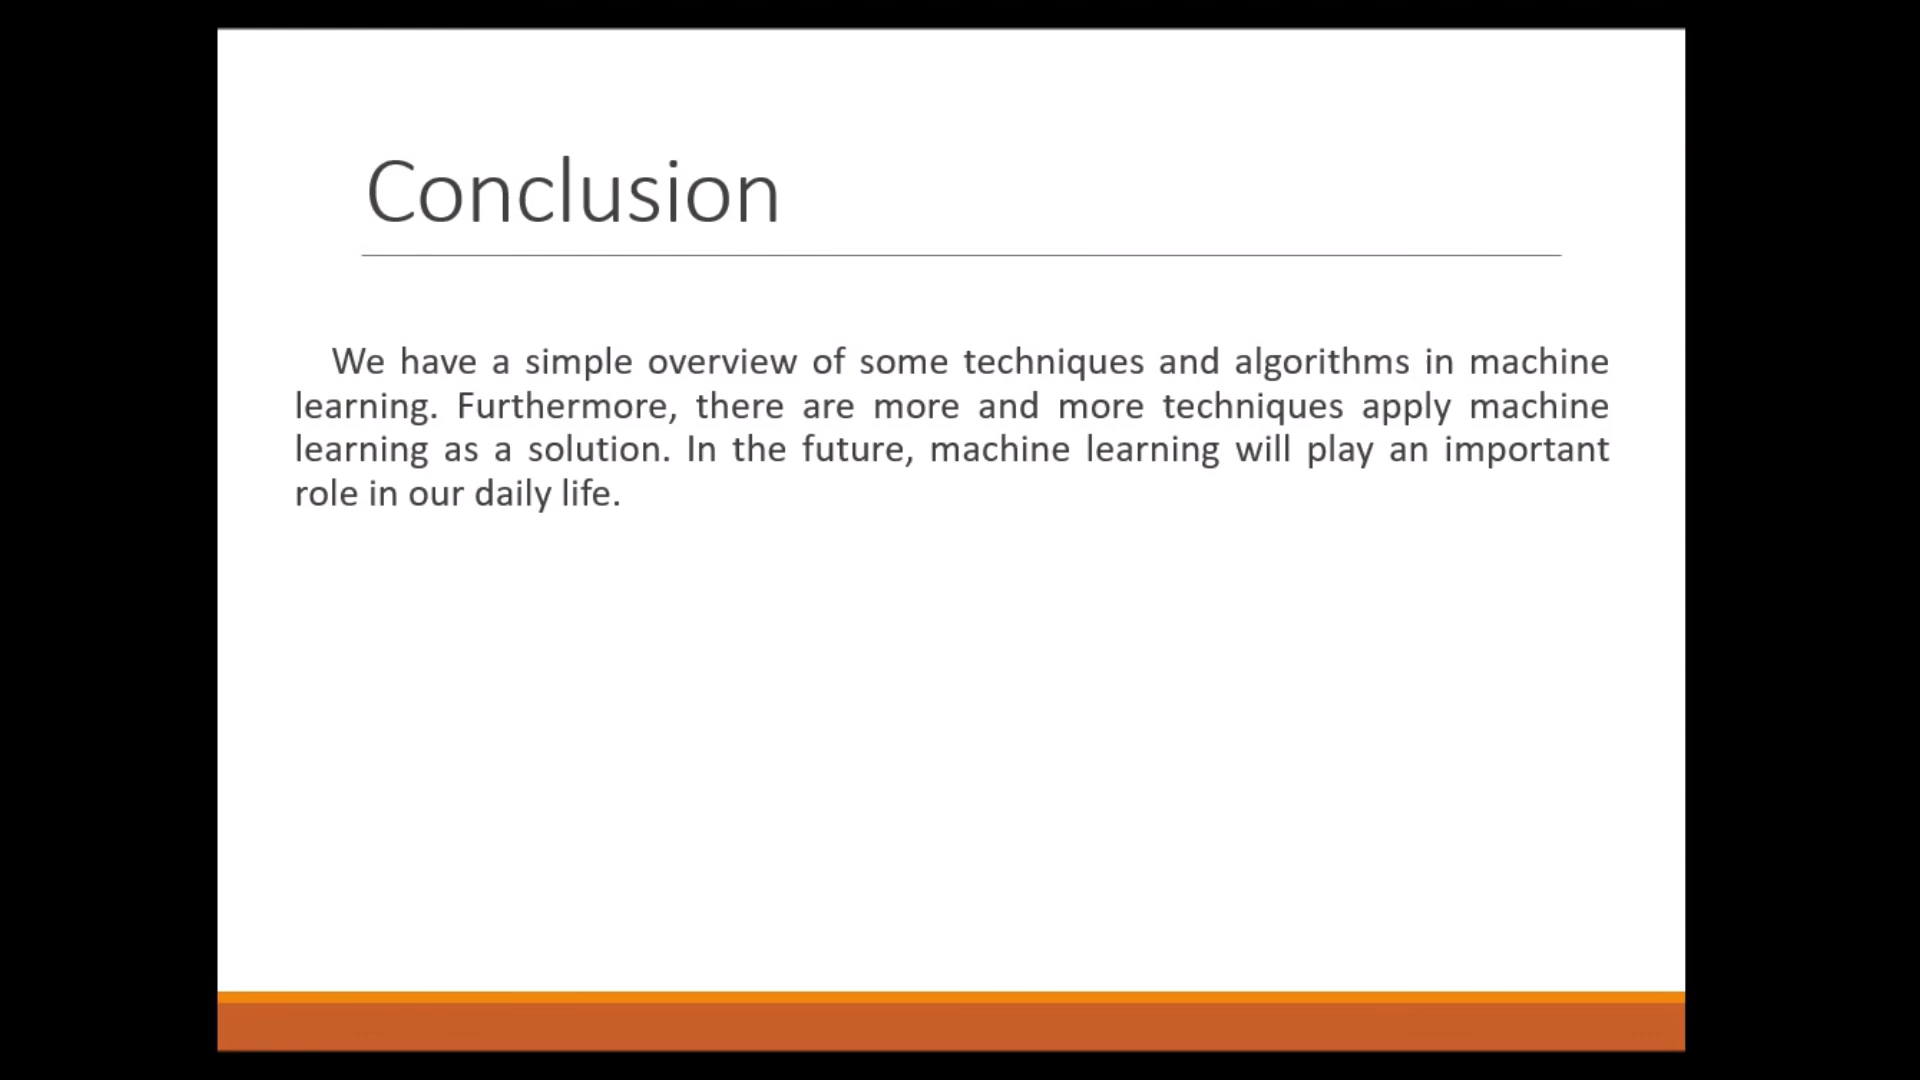 Conclusion
We have a simple overview of some techniques and algorithms in machine
learning. Furthermore, there are more and more techniques apply machine
learning as a solution. In the future, machine learning will play an important
role in our daily life.